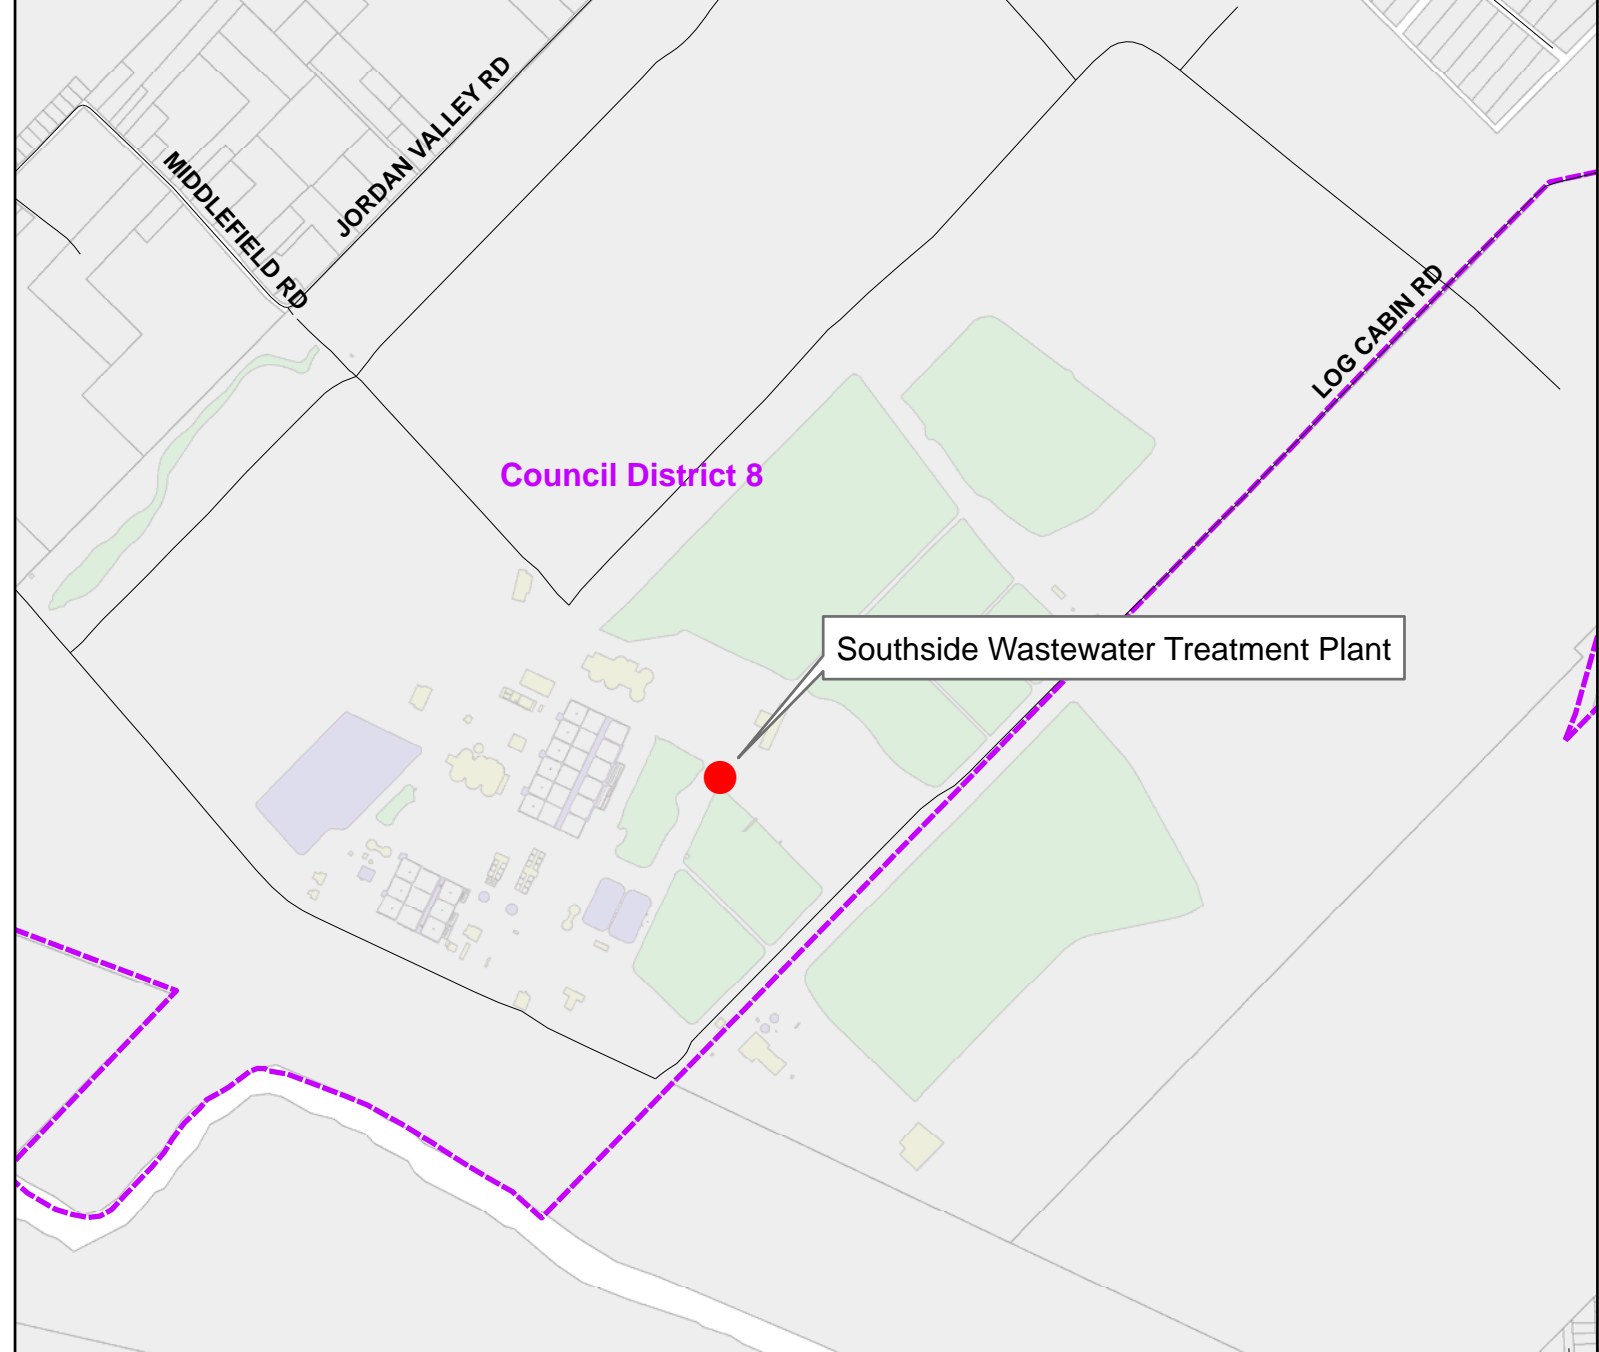 JORDAN VALLEY RD
MIDDLEFIELD RD
LOG CABIN RD
Council District 8
Southside Wastewater Treatment Plant